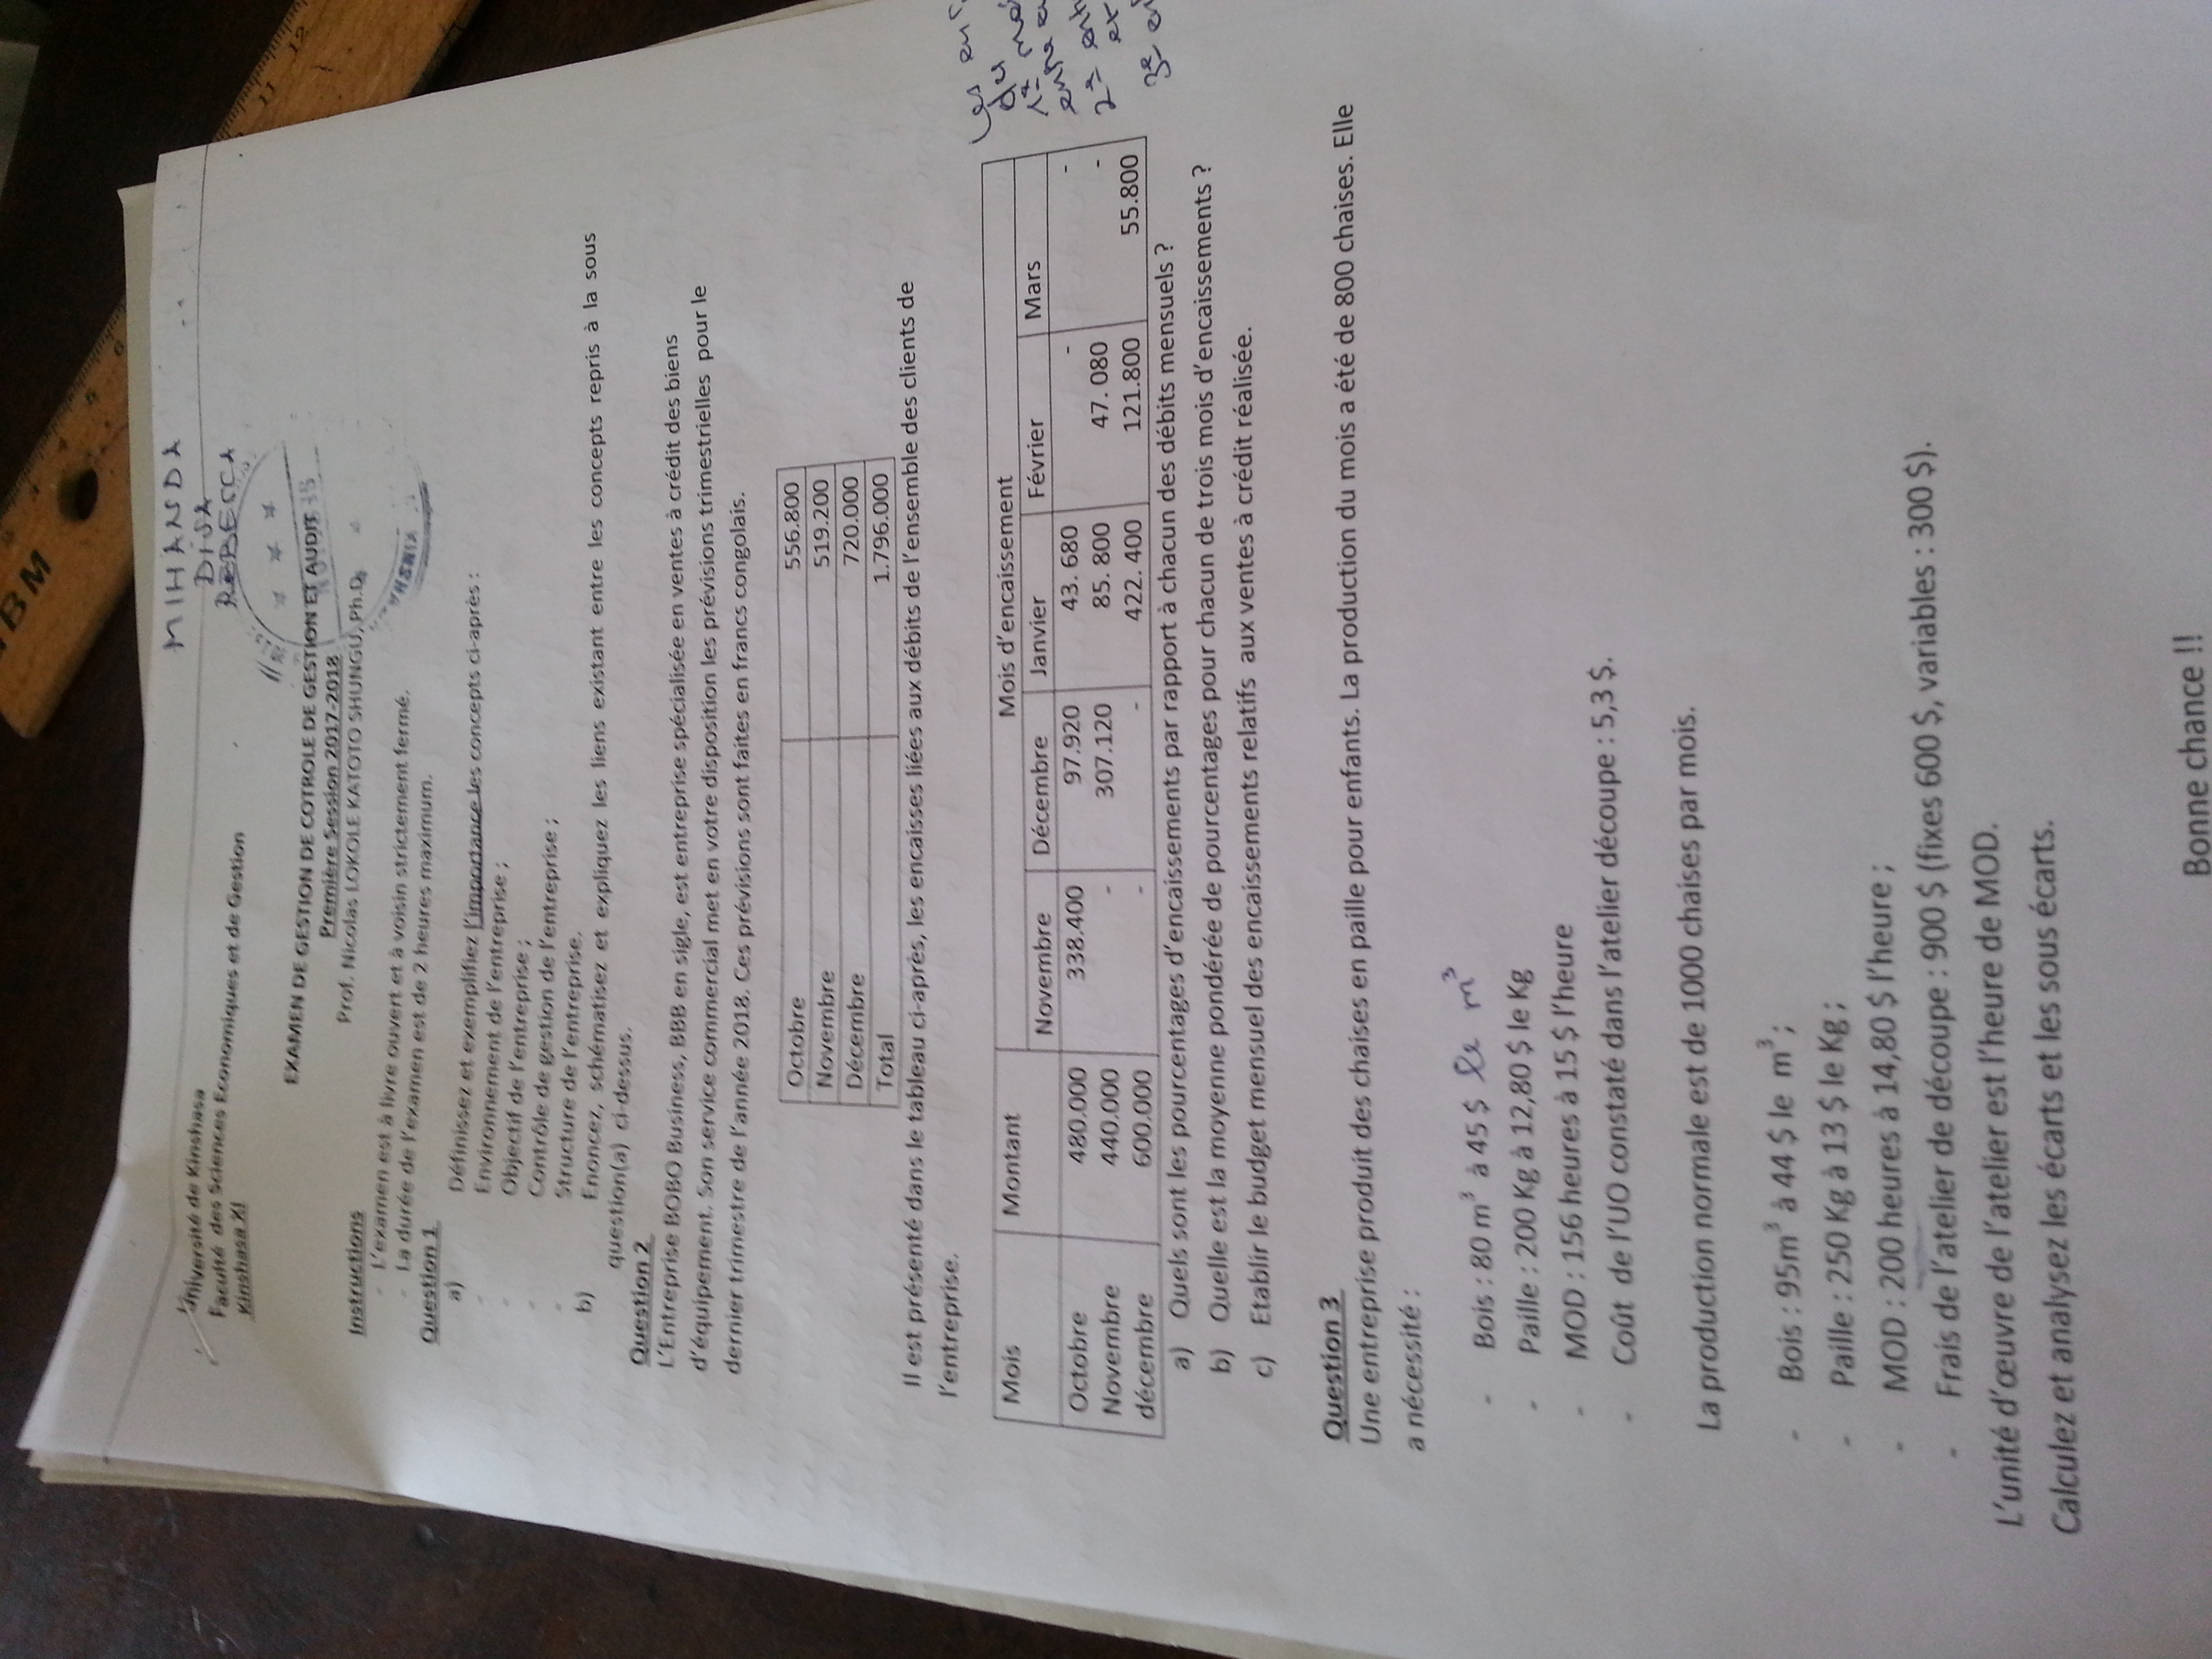 MIHANDA
DISA
REBECCA
Université de Kinshasa
Faculté des Sciences Economiques et de Gestion
Kinshasa XI
EXAMEN DE GESTION DE COTROLE DE GESTION ET AUDIT
Première Session 2017-2018
Prof. Nicolas LOKOLE KATOTO SHUNGU, Ph.D.
Instructions
- L'examen est à livre ouvert et à voisin strictement fermé.
- La durée de l'examen est de 2 heures maximum.
Question 1
a) Définissez et exemplifiez l'importance les concepts ci-après :
- Environnement de l'entreprise ;
- Objectif de l'entreprise ;
- Contrôle de gestion de l'entreprise ;
- Structure de l'entreprise.
b) Enoncez, schématisez et expliquez les liens existant entre les concepts repris à la sous
question(a) ci-dessus.
Question 2
L'Entreprise BOBO Business, BBB en sigle, est entreprise spécialisée en ventes à crédit des biens
d'équipement. Son service commercial met en votre disposition les prévisions trimestrielles pour le
dernier trimestre de l'année 2018. Ces prévisions sont faites en francs congolais.
Octobre 556.800
Novembre 519.200
Décembre 720.000
Total 1.796.000
Il est présenté dans le tableau ci-après, les encaisses liées aux débits de l'ensemble des clients de
l'entreprise.
Mois Montant Mois d'encaissement
Novembre Décembre Janvier Février Mars
Octobre 480.000 338.400 97.920 43. 680 - -
Novembre 440.000 - 307.120 85. 800 47. 080 -
décembre 600.000 - - 422. 400 121.800 55.800
Les
du
1e
2e
et
3e
a) Quels sont les pourcentages d'encaissements par rapport à chacun des débits mensuels ?
b) Quelle est la moyenne pondérée de pourcentages pour chacun de trois mois d'encaissements ?
c) Etablir le budget mensuel des encaissements relatifs aux ventes à crédit réalisée.
Question 3
Une entreprise produit des chaises en paille pour enfants. La production du mois a été de 800 chaises. Elle
a nécessité :
- Bois : 80 m³ à 45 $ le m³
- Paille : 200 Kg à 12,80 $ le Kg
- MOD : 156 heures à 15 $ l'heure
- Coût de l'UO constaté dans l'atelier découpe : 5,3 $.
La production normale est de 1000 chaises par mois.
- Bois : 95m³ à 44 $ le m³ ;
- Paille : 250 Kg à 13 $ le Kg ;
- MOD : 200 heures à 14,80 $ l'heure ;
- Frais de l'atelier de découpe : 900 $ (fixes 600 $, variables : 300 $).
L'unité d'œuvre de l'atelier est l'heure de MOD.
Calculez et analysez les écarts et les sous écarts.
Bonne chance !!